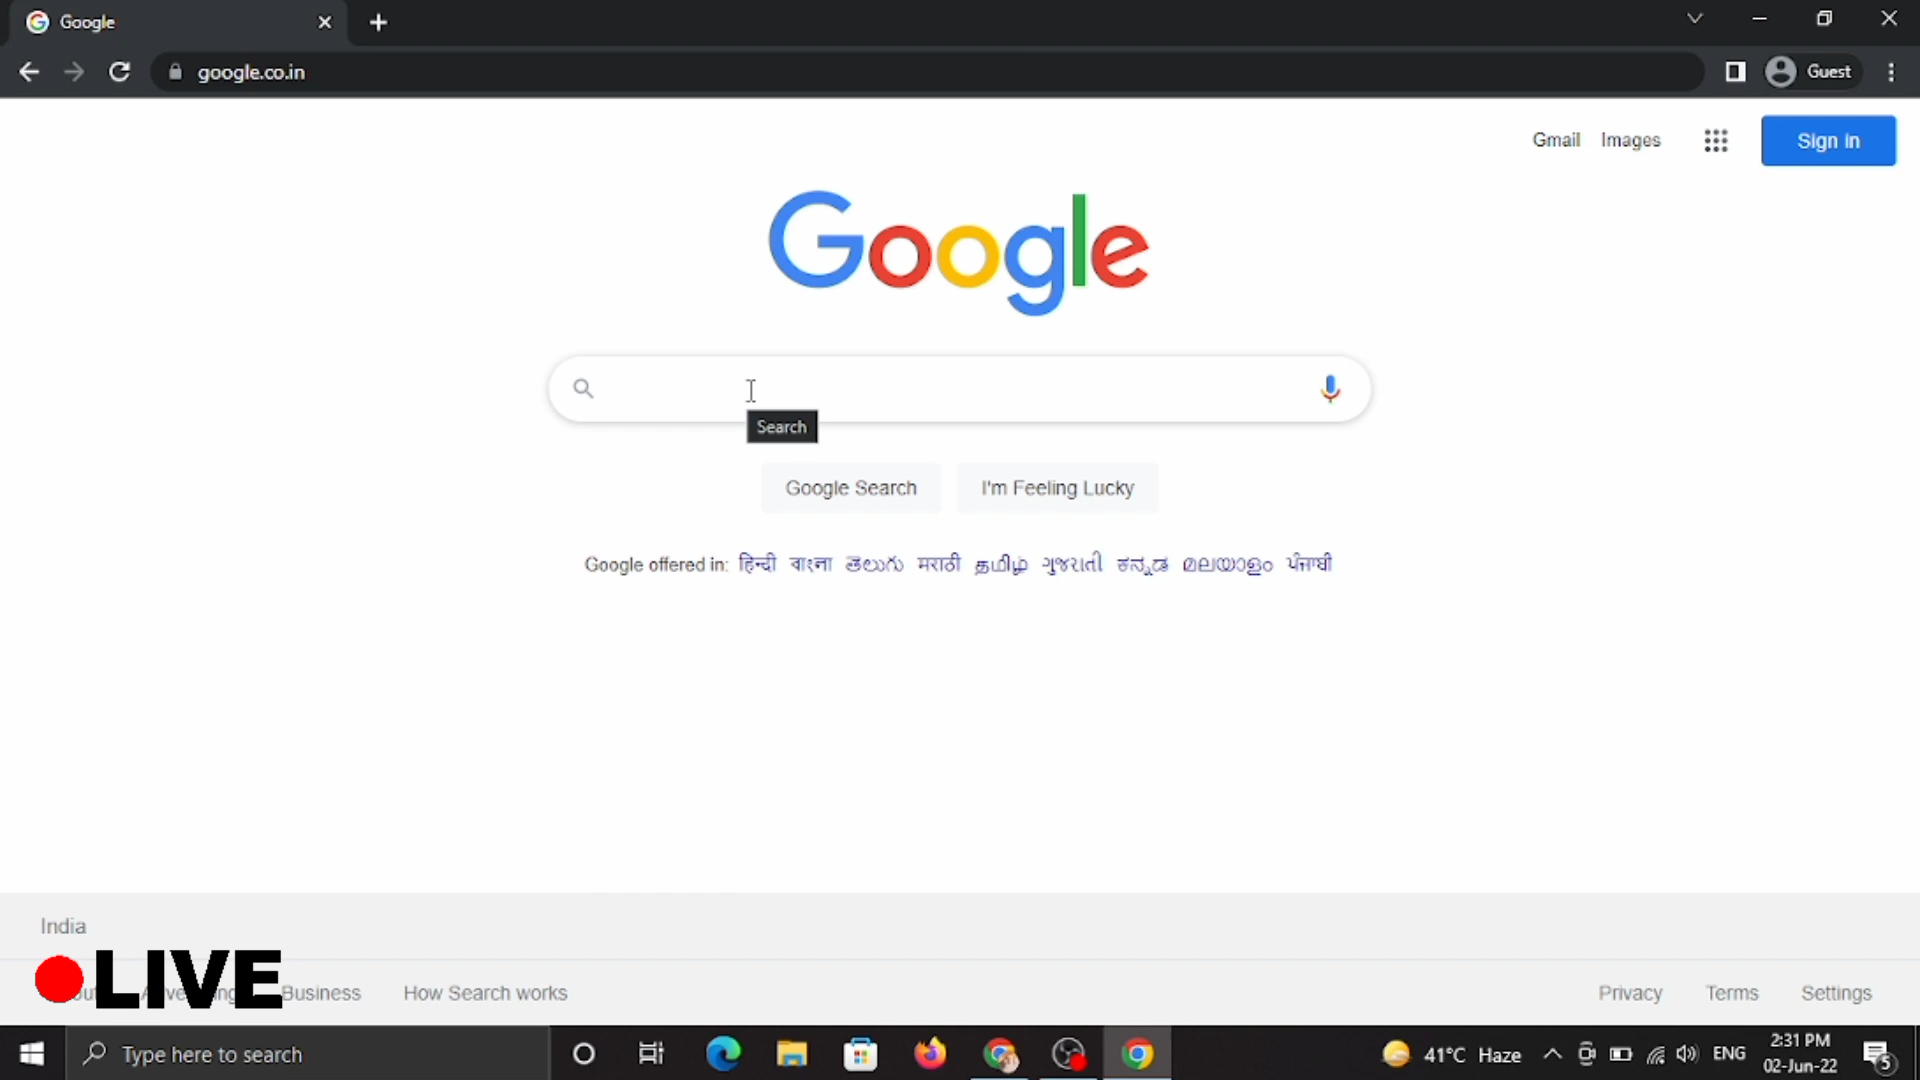 Google
google.co.in
Guest
Gmail Images Sign in
Google
Search
Google Search I'm Feeling Lucky
Google offered in: हिन्दी বাংলা తెలుగు मराठी தமிழ் ગુજરાતી ಕನ್ನಡ മലയാളം ਪੰਜਾਬੀ
India
LIVE
Business How Search works Privacy Terms Settings
Type here to search
41°C Haze ENG 2:31 PM
02-Jun-22 5